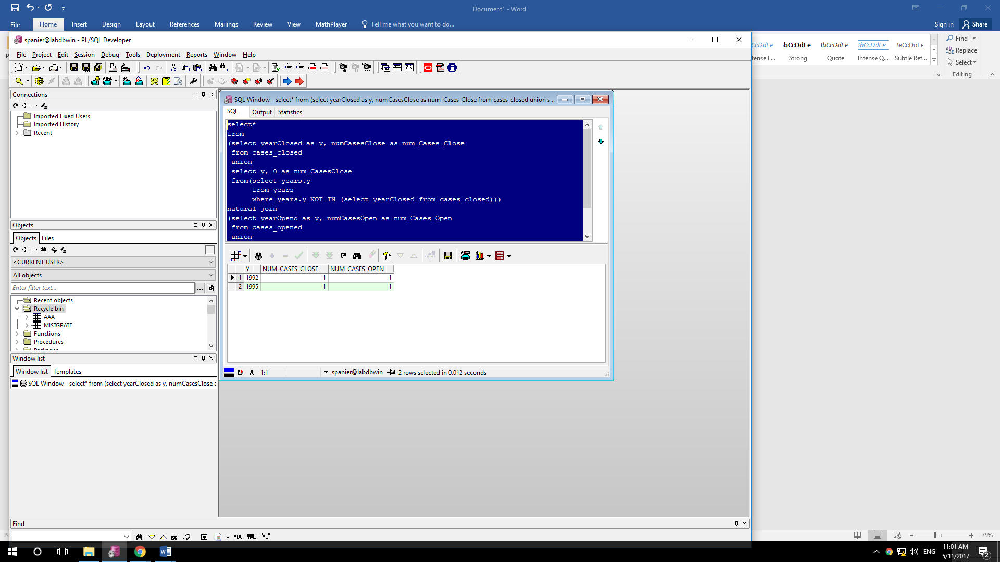 Document1 - Word
File Home Insert Design Layout References Mailings Review View MathPlayer Tell me what you want to do... Sign in Share
spanier@labdbwin - PL/SQL Developer
File Project Edit Session Debug Tools Deployment Reports Window Help
CcDdEe bCcDdEe bCcDdEe bCcDdEe BBCCDDEE
tense E... Strong Quote Intense Q... Subtle Ref...
Find
Replace
Select
Editing
Connections
Imported Fixed Users
Imported History
Recent
Objects
Objects Files
<CURRENT USER>
All objects
Enter filter text...
Recent objects
Recycle bin
AAA
MISTGRATE
Functions
Procedures
Packages
Window list
Window list Templates
SQL Window - select* from (select yearClosed as y, numCasesClose a
SQL Window - select* from (select yearClosed as y, numCasesClose as num_Cases_Close from cases_closed union s...
SQL Output Statistics
select*
from
(select yearClosed as y, numCasesClose as num_Cases_Close
from cases_closed
union
select y, 0 as num_CasesClose
from(select years.y
from years
where years.y NOT IN (select yearClosed from cases_closed)))
natural join
(select yearOpend as y, numCasesOpen as num_Cases_Open
from cases_opened
union
Y NUM_CASES_CLOSE NUM_CASES_OPEN
1 1992 1 1
2 1995 1 1
& 1:1 spanier@labdbwin 2 rows selected in 0.012 seconds
Find
ABC "AB"
79%
ENG
11:01 AM
5/11/2017
2